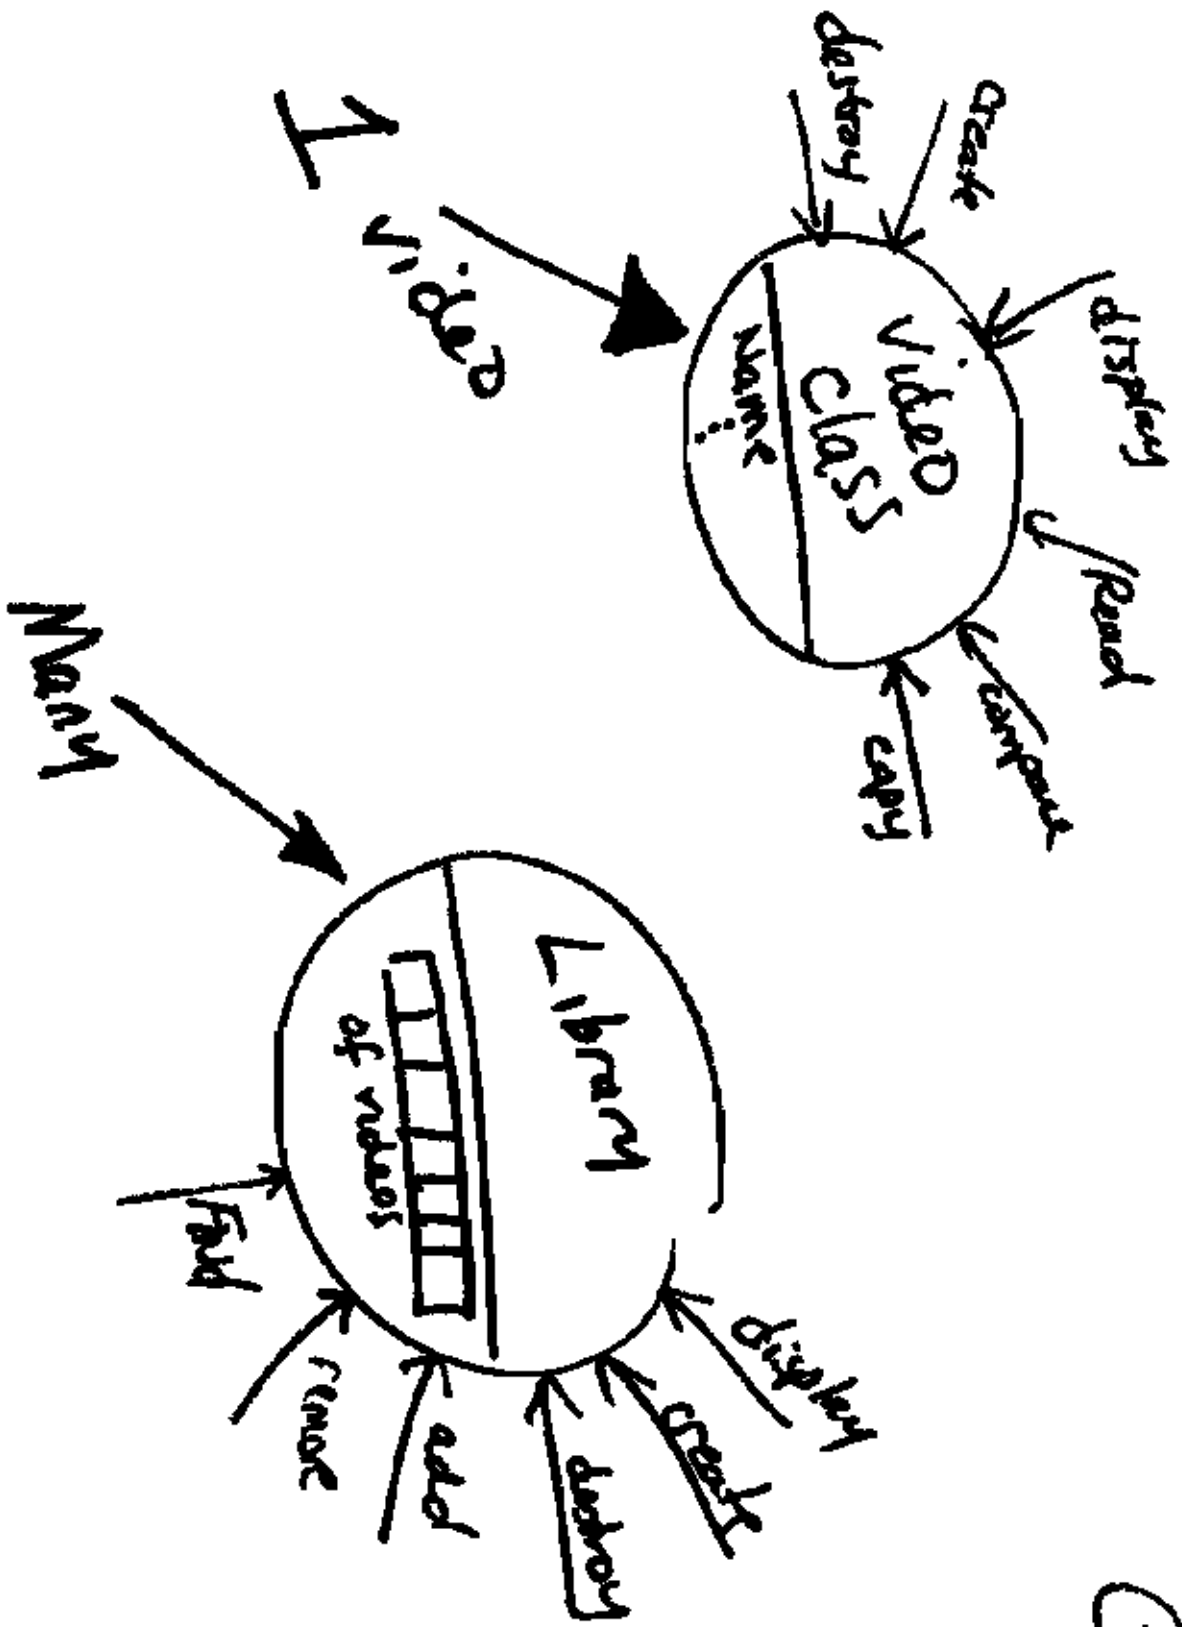 destroy
create
display
Read
compare
copy
Video
class
Name
...
1
video
Many
Library
of videos
display
create
destroy
add
remove
Find